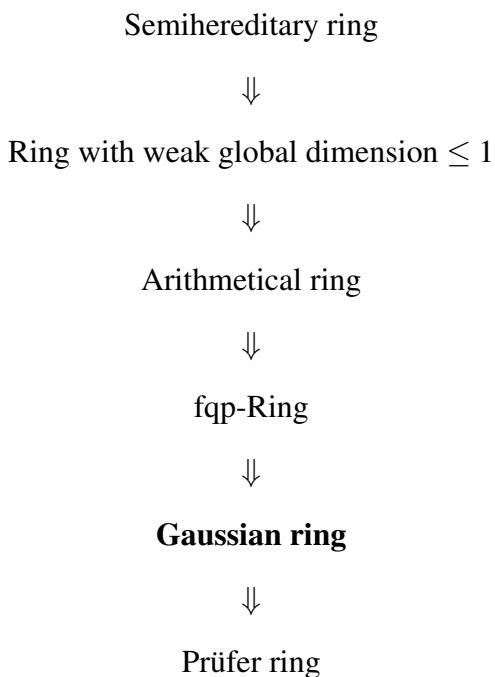 Semihereditary ring
⇓
Ring with weak global dimension ≤ 1
⇓
Arithmetical ring
⇓
fqp-Ring
⇓
Gaussian ring
⇓
Prüfer ring